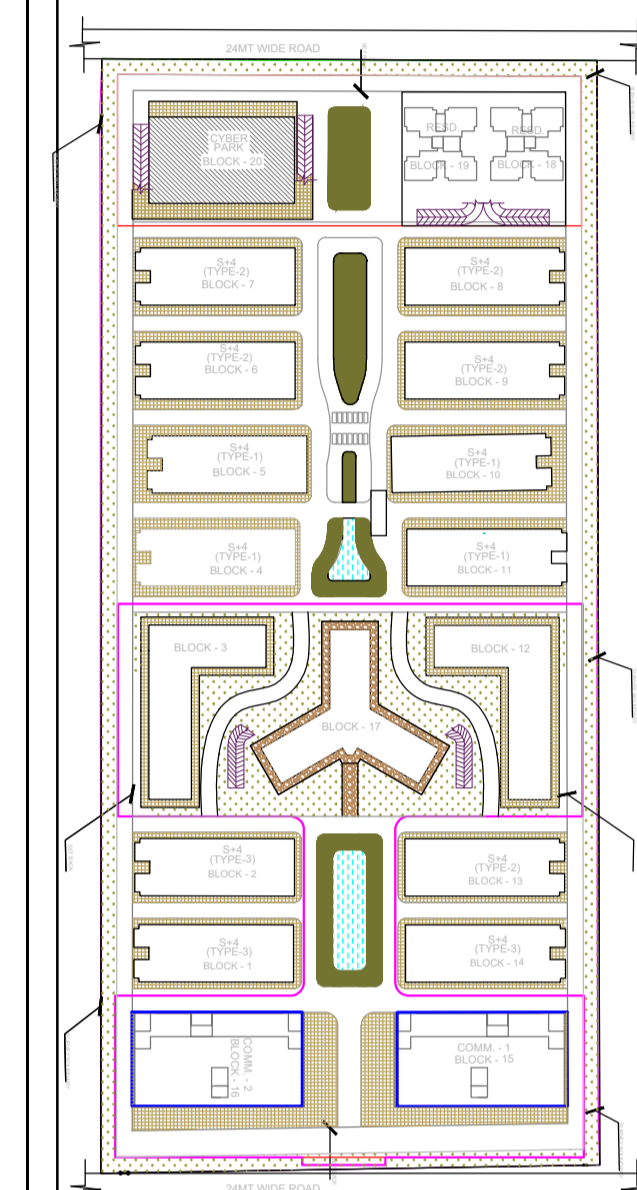 24MT WIDE ROAD
CYBER
PARK
BLOCK - 20
RESD.
BLOCK - 19
RESD.
BLOCK - 18
S+4
(TYPE-2)
BLOCK - 7
S+4
(TYPE-2)
BLOCK - 8
S+4
(TYPE-2)
BLOCK - 6
S+4
(TYPE-2)
BLOCK - 9
S+4
(TYPE-1)
BLOCK - 5
S+4
(TYPE-1)
BLOCK - 10
S+4
(TYPE-1)
BLOCK - 4
S+4
(TYPE-1)
BLOCK - 11
BLOCK - 3
BLOCK - 12
BLOCK - 17
S+4
(TYPE-3)
BLOCK - 2
S+4
(TYPE-2)
BLOCK - 13
S+4
(TYPE-3)
BLOCK - 1
S+4
(TYPE-3)
BLOCK - 14
COMM. - 2
BLOCK - 16
COMM. - 1
BLOCK - 15
24MT WIDE ROAD